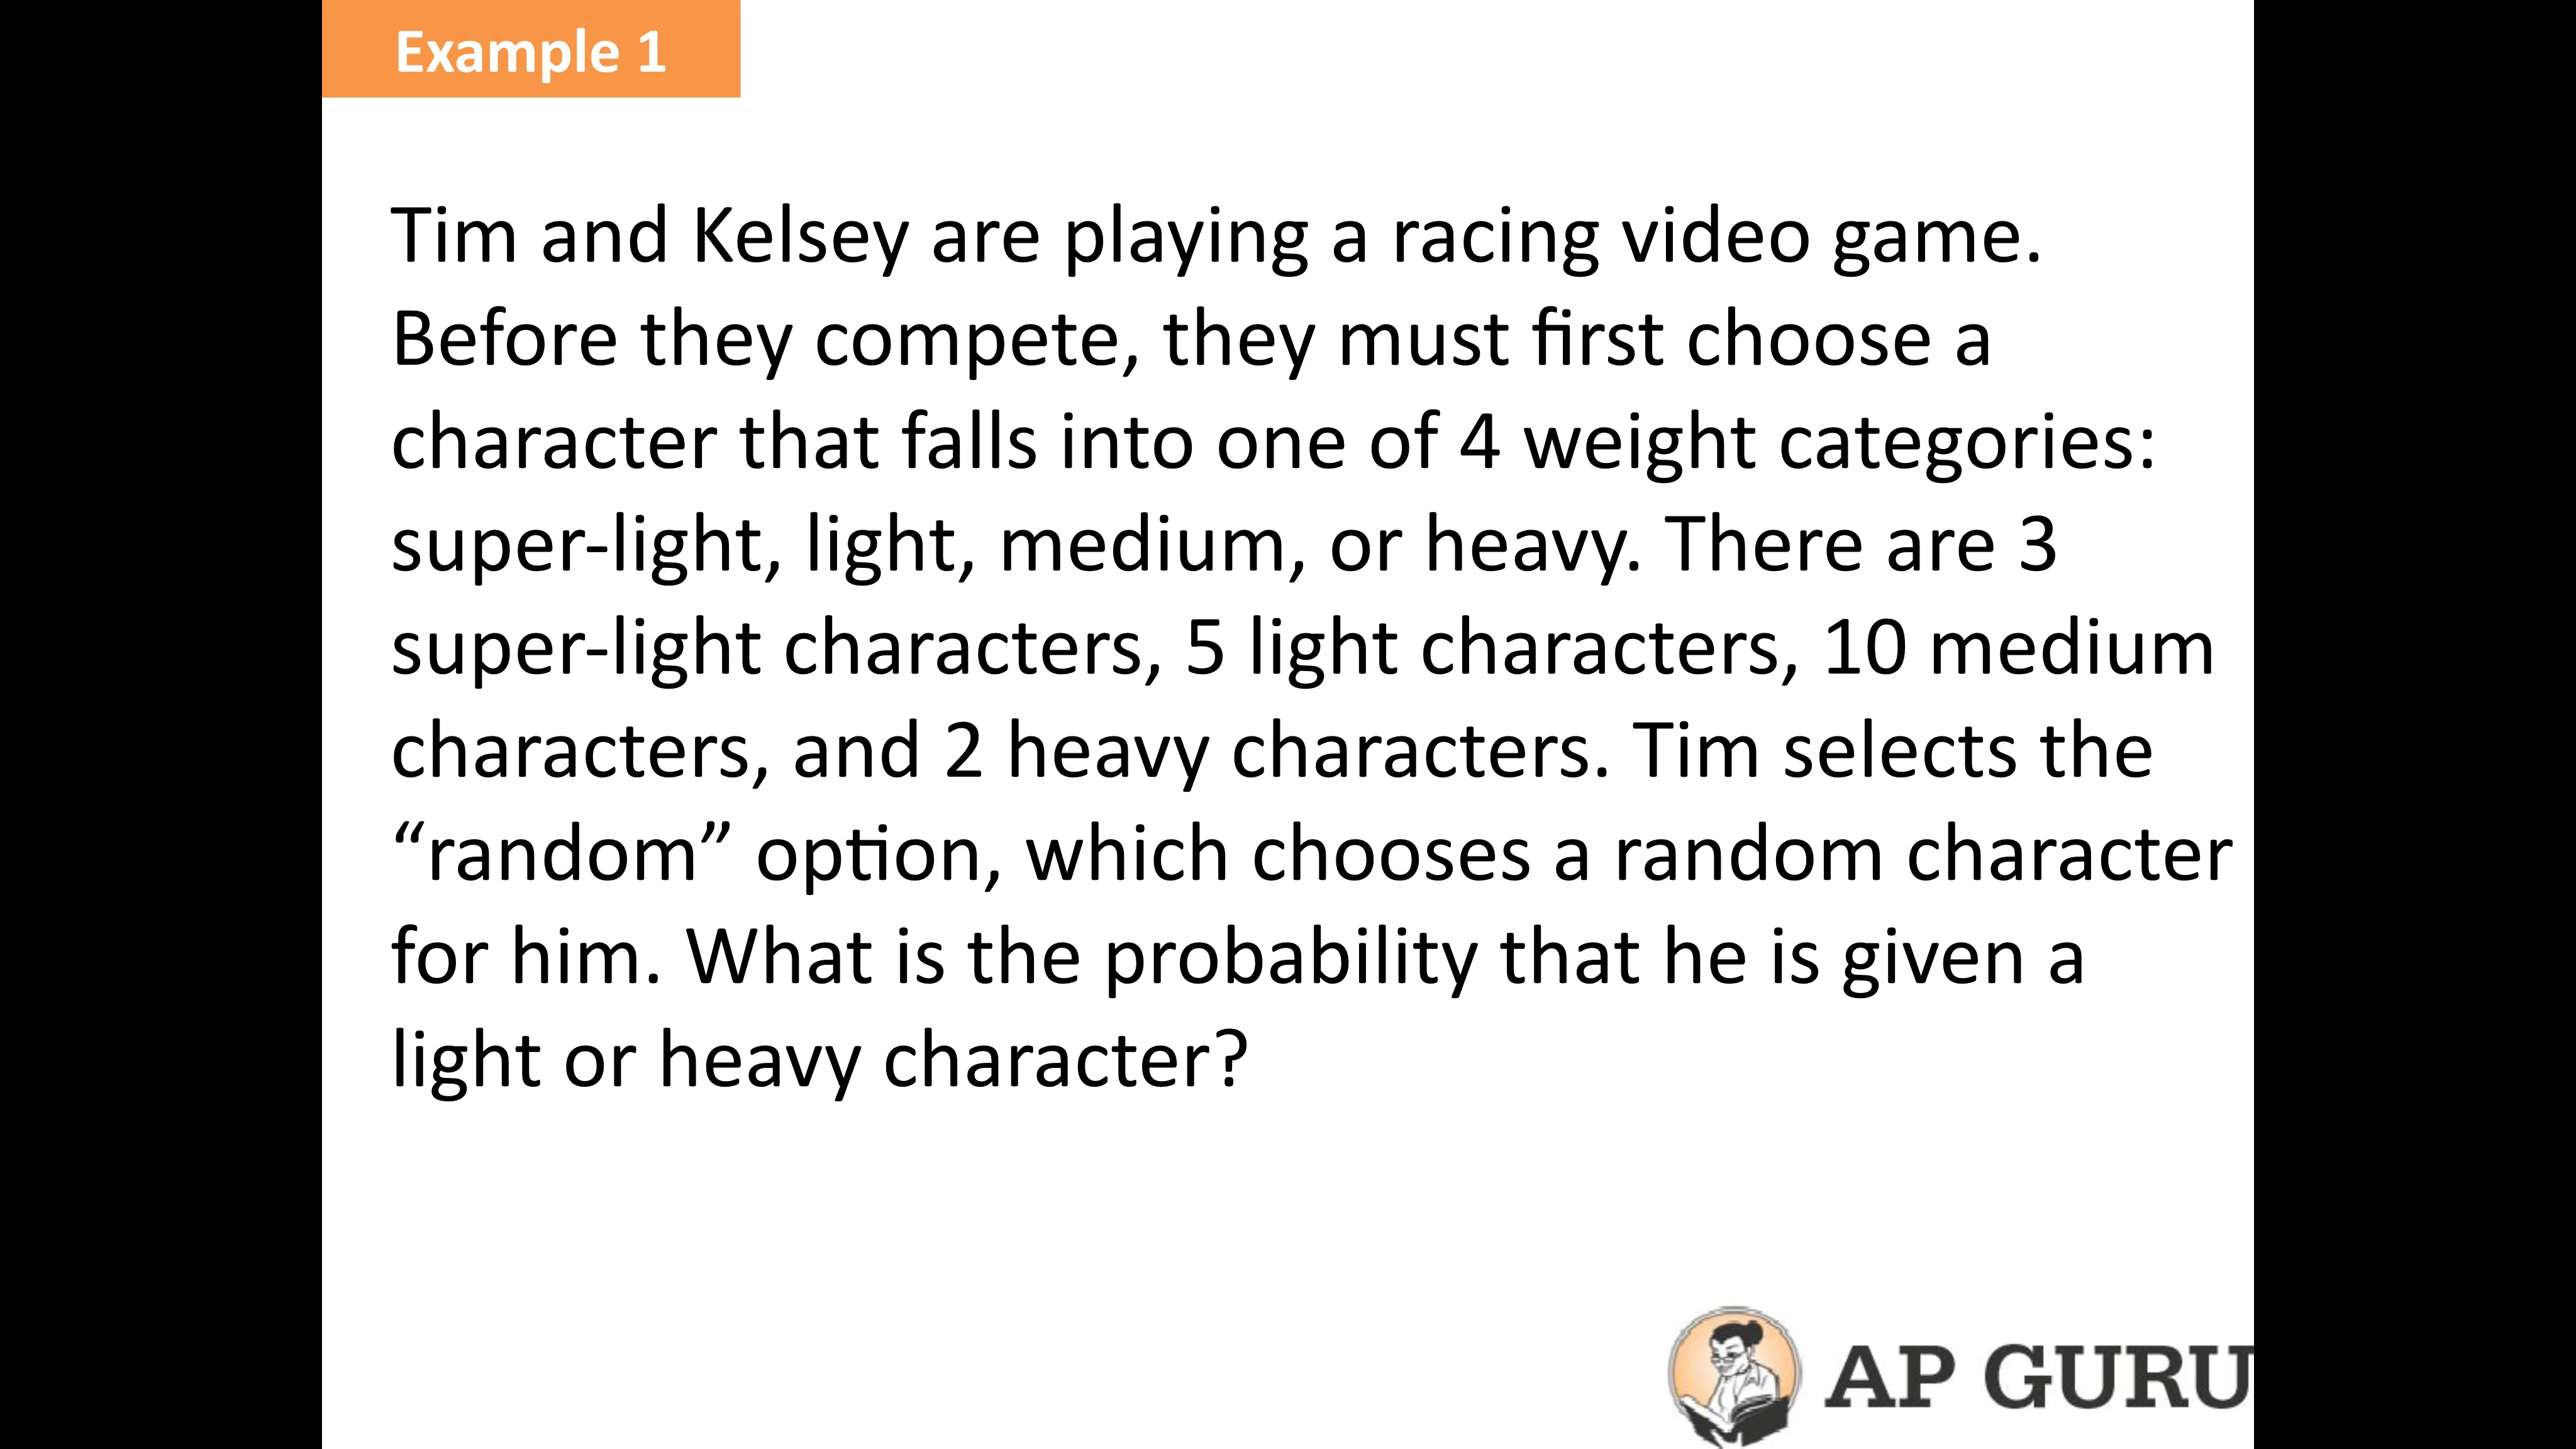 Example 1
Tim and Kelsey are playing a racing video game.
Before they compete, they must first choose a
character that falls into one of 4 weight categories:
super-light, light, medium, or heavy. There are 3
super-light characters, 5 light characters, 10 medium
characters, and 2 heavy characters. Tim selects the
“random” option, which chooses a random character
for him. What is the probability that he is given a
light or heavy character?
AP GURU